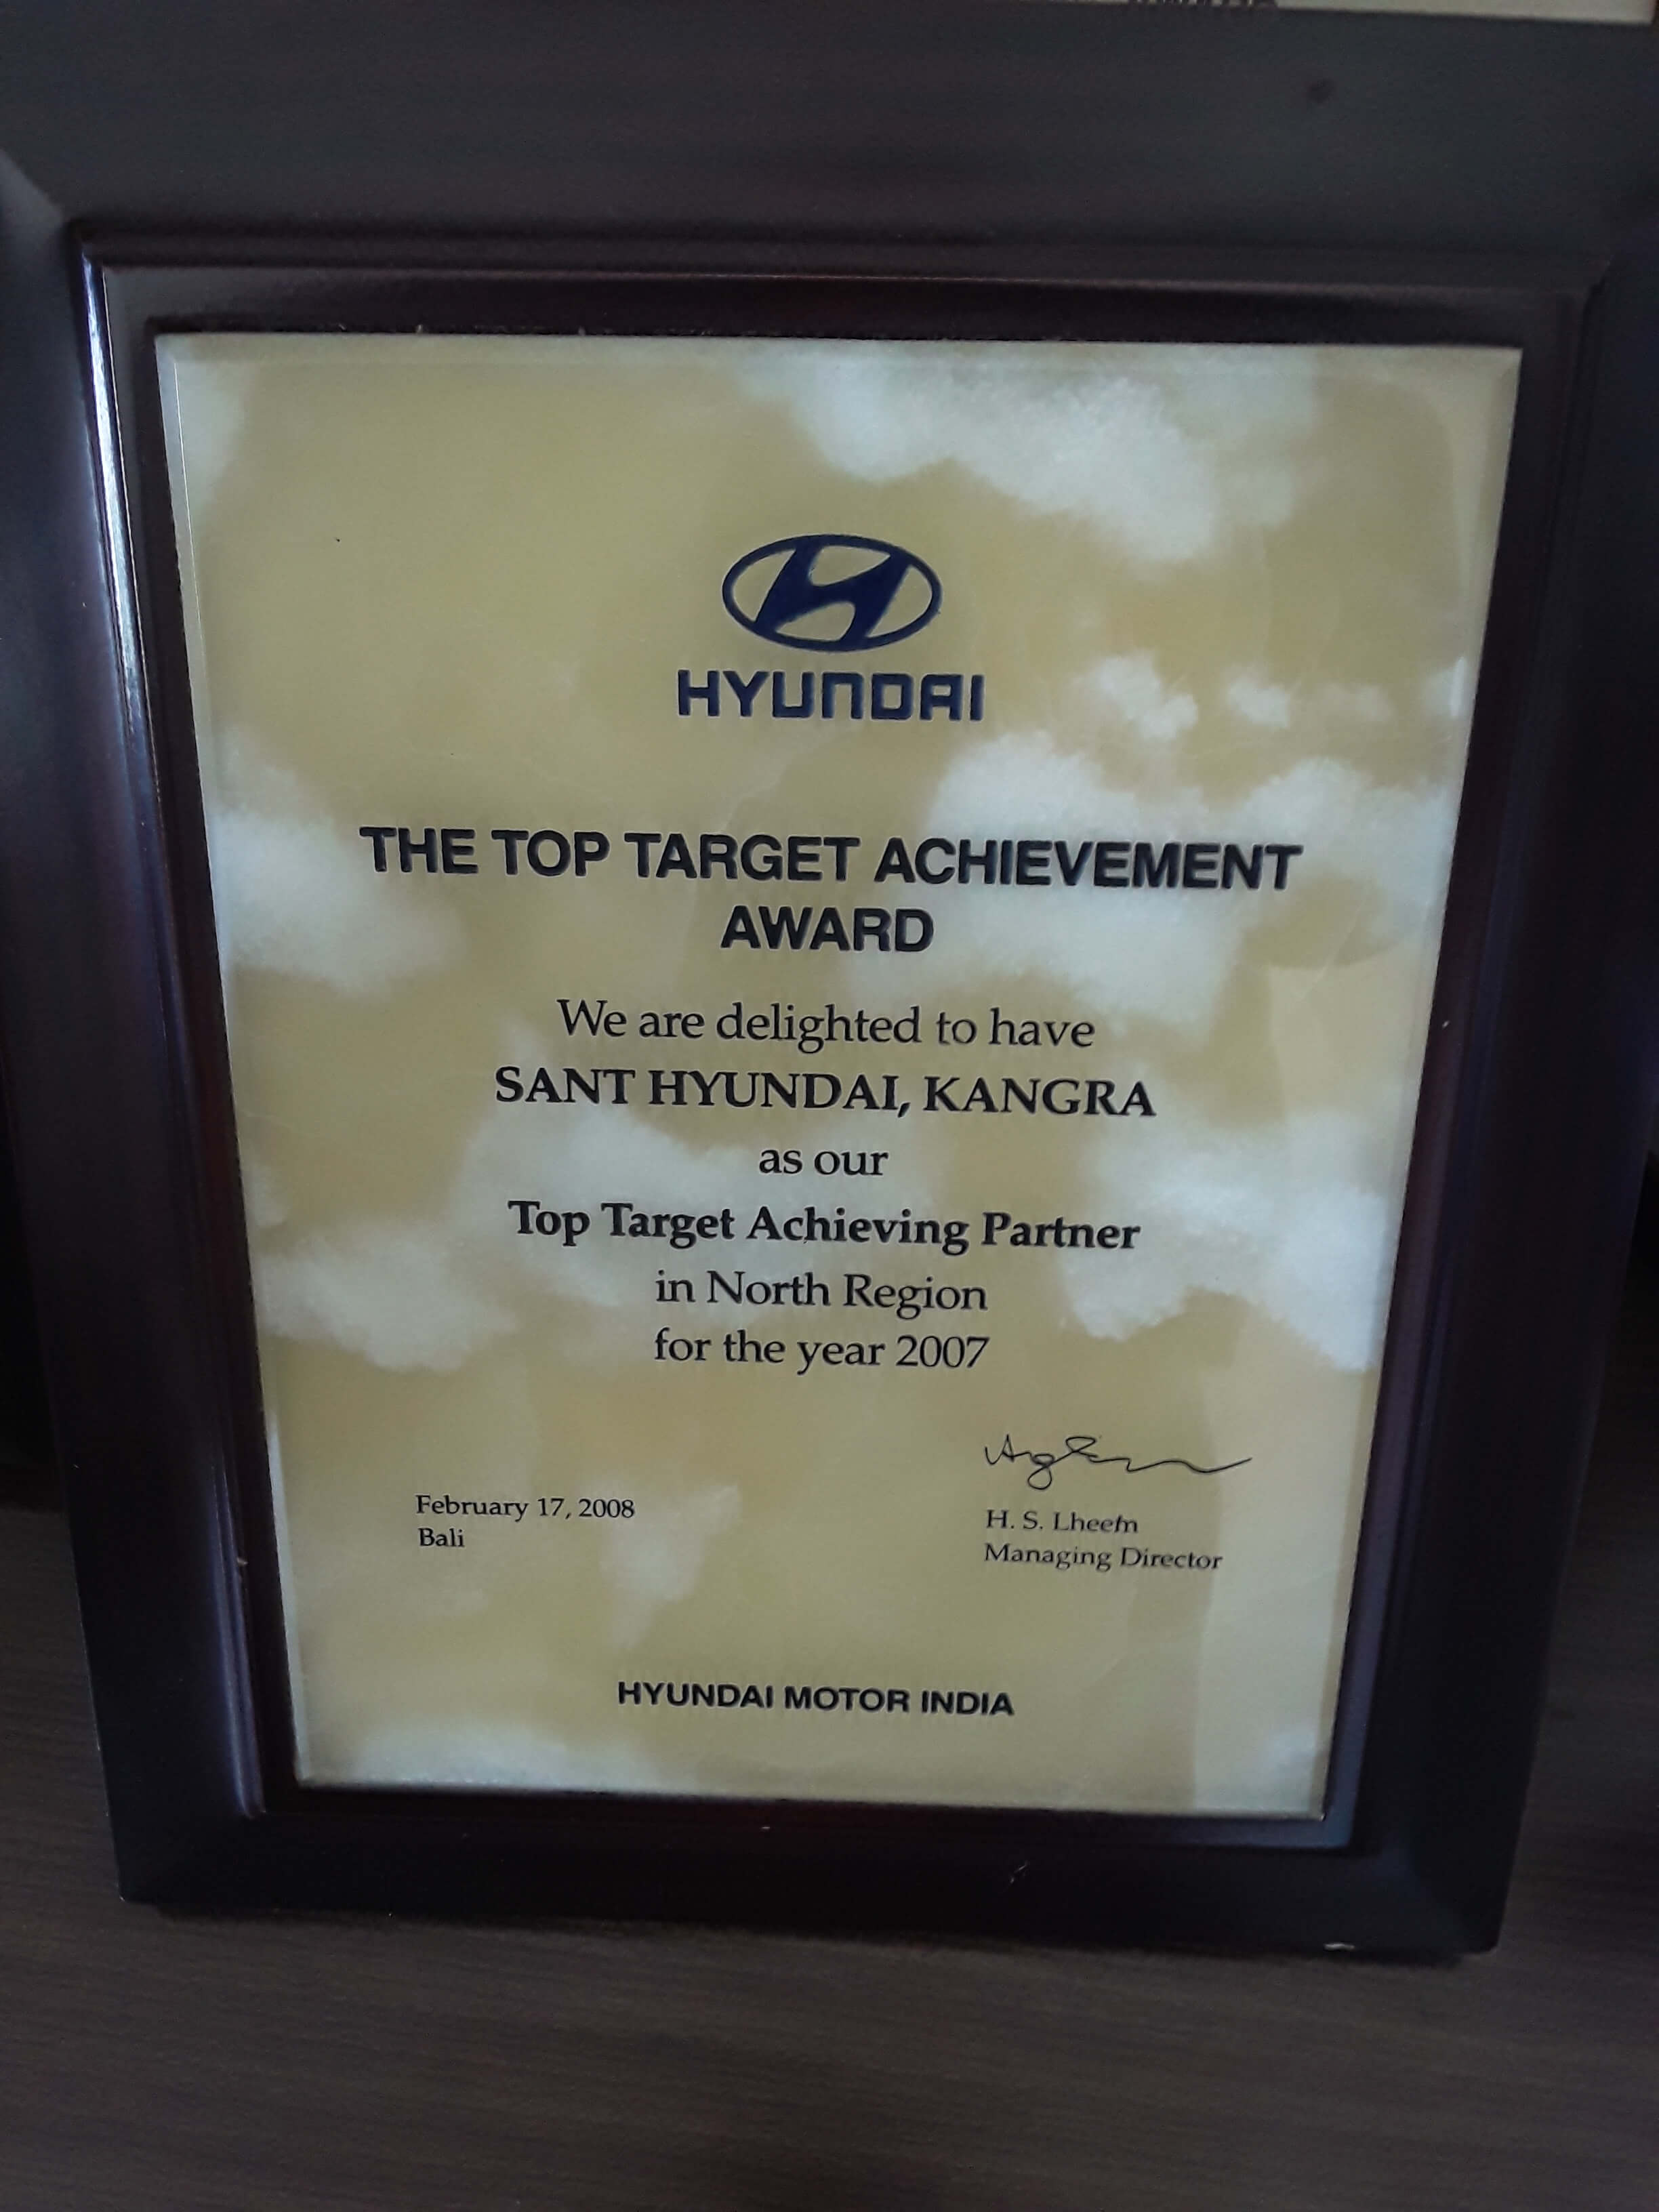 HYUNDAI
THE TOP TARGET ACHIEVEMENT
AWARD
We are delighted to have
SANT HYUNDAI, KANGRA
as our
Top Target Achieving Partner
in North Region
for the year 2007
February 17, 2008
Bali
H. S. Lheem
Managing Director
HYUNDAI MOTOR INDIA